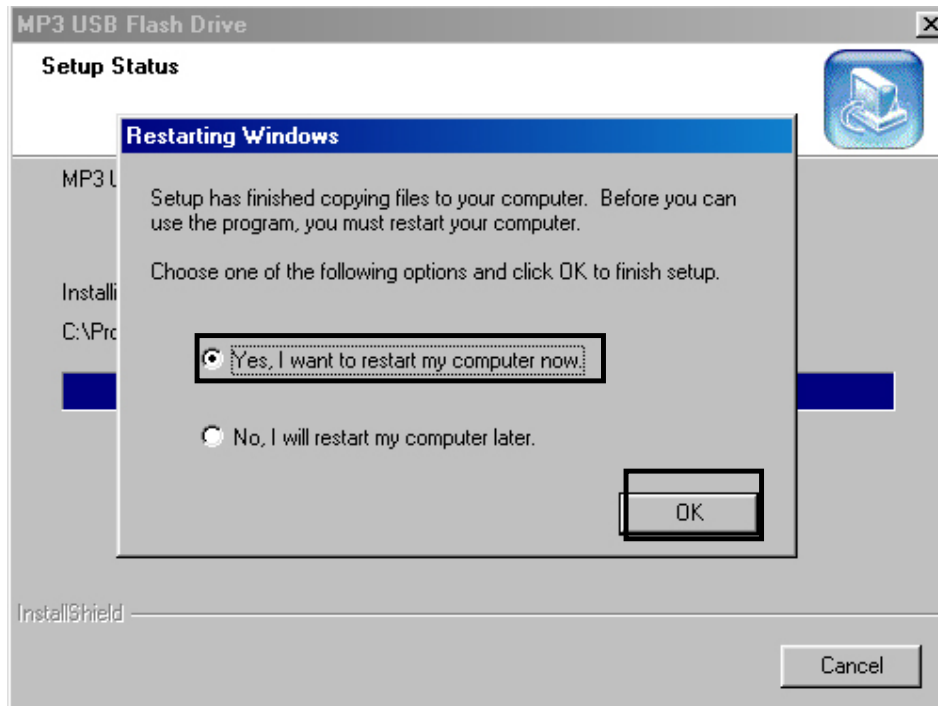 MP3 USB Flash Drive
Setup Status
Restarting Windows
MP3 U
Setup has finished copying files to your computer. Before you can
use the program, you must restart your computer.
Choose one of the following options and click OK to finish setup.
Installi
C:\Pro
Yes, I want to restart my computer now.
No, I will restart my computer later.
OK
InstallShield
Cancel